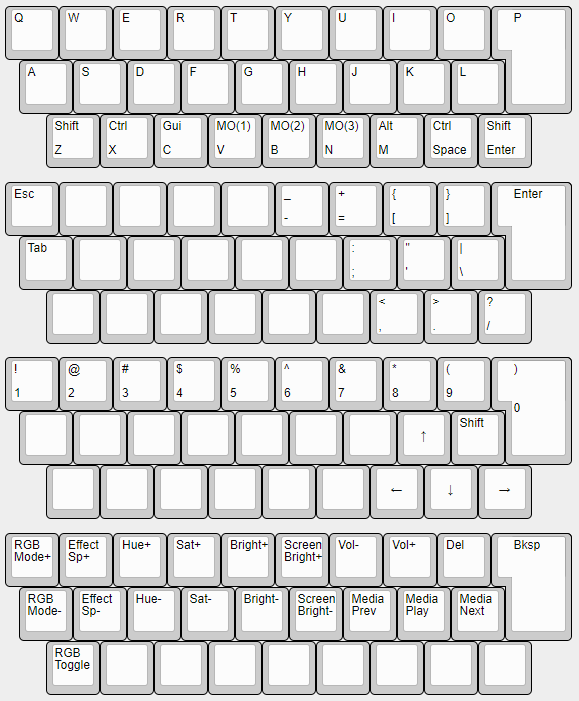 Q W E R T Y U I O P
A S D F G H J K L
Shift Ctrl Gui MO(1) MO(2) MO(3) Alt Ctrl Shift
Z X C V B N M Space Enter
Esc _ + { } Enter
- = [ ]
Tab : " |
; ' \
< > ?
, . /
! @ # $ % ^ & * ( )
1 2 3 4 5 6 7 8 9 0
↑ Shift
← ↓ →
RGB Effect Hue+ Sat+ Bright+ Screen Vol- Vol+ Del Bksp
Mode+ Sp+ Bright+
RGB Effect Hue- Sat- Bright- Screen Media Media Media
Mode- Sp- Bright- Prev Play Next
RGB
Toggle